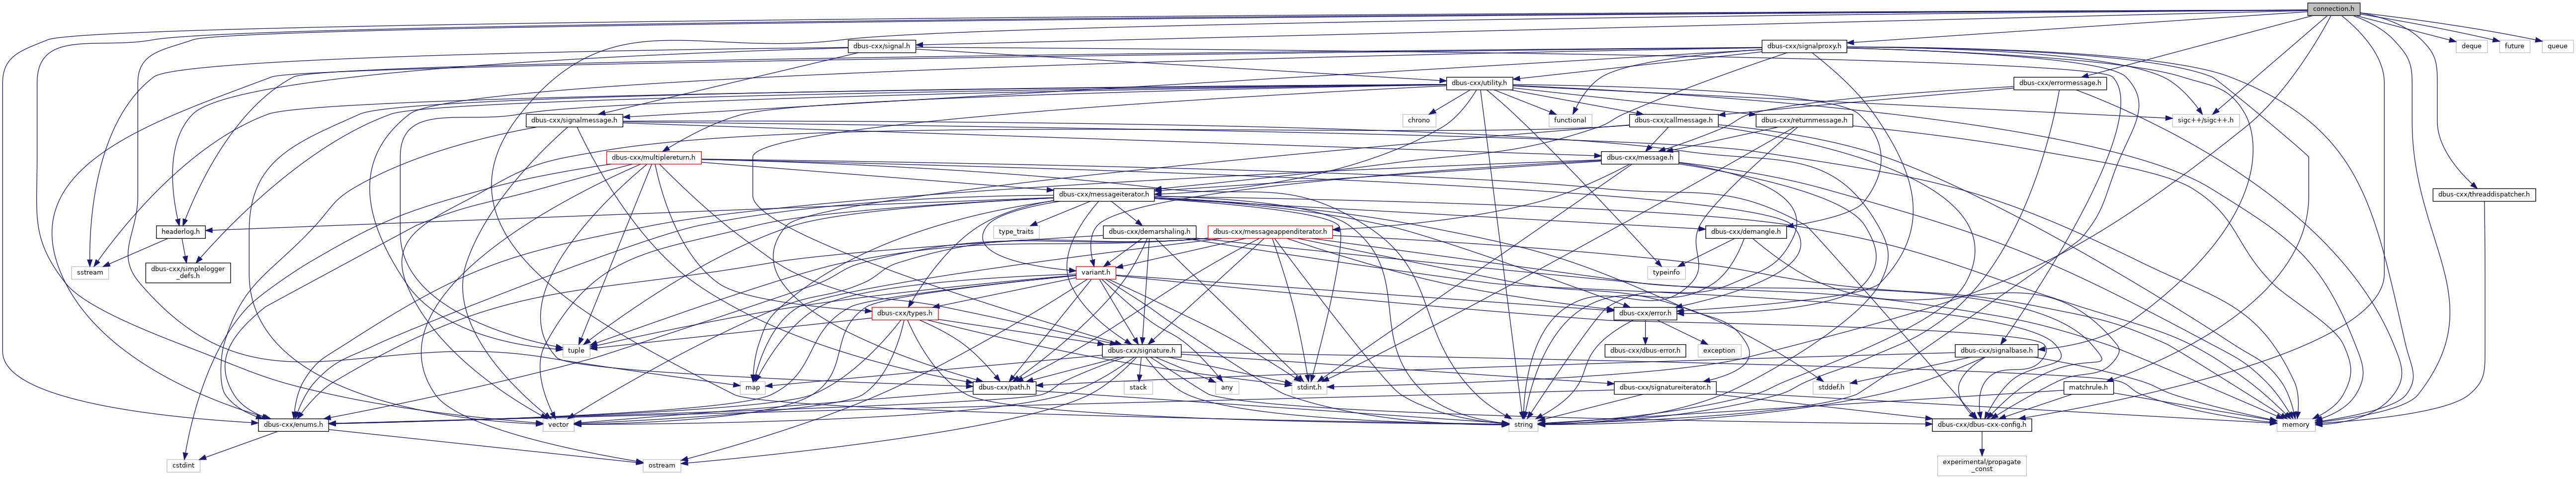 connection.h
dbus-cxx/signal.h
dbus-cxx/signalproxy.h
deque
future
queue
dbus-cxx/utility.h
dbus-cxx/errormessage.h
dbus-cxx/signalmessage.h
chrono
functional
dbus-cxx/callmessage.h
dbus-cxx/returnmessage.h
sigc++/sigc++.h
dbus-cxx/multiplereturn.h
dbus-cxx/message.h
dbus-cxx/messageiterator.h
dbus-cxx/threaddispatcher.h
headerlog.h
type_traits
dbus-cxx/demarshaling.h
dbus-cxx/messageappenditerator.h
dbus-cxx/demangle.h
sstream
dbus-cxx/simplelogger
_defs.h
variant.h
typeinfo
dbus-cxx/types.h
dbus-cxx/error.h
tuple
dbus-cxx/signature.h
dbus-cxx/dbus-error.h
exception
dbus-cxx/signalbase.h
map
dbus-cxx/path.h
stack
any
stdint.h
dbus-cxx/signatureiterator.h
stddef.h
matchrule.h
dbus-cxx/enums.h
vector
string
dbus-cxx/dbus-cxx-config.h
memory
cstdint
ostream
experimental/propagate
_const